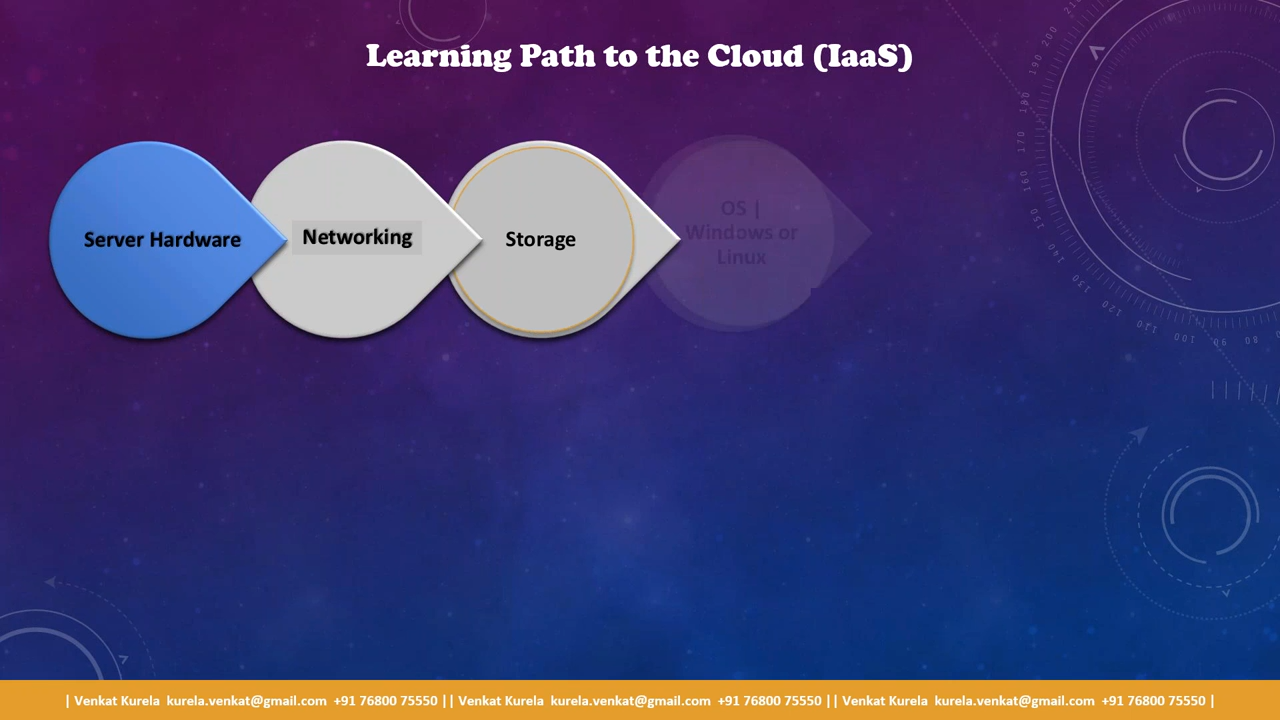 Learning Path to the Cloud (IaaS)
Server Hardware
Networking
Storage
OS |
Windows or
Linux
| Venkat Kurela kurela.venkat@gmail.com +91 76800 75550 || Venkat Kurela kurela.venkat@gmail.com +91 76800 75550 || Venkat Kurela kurela.venkat@gmail.com +91 76800 75550 |